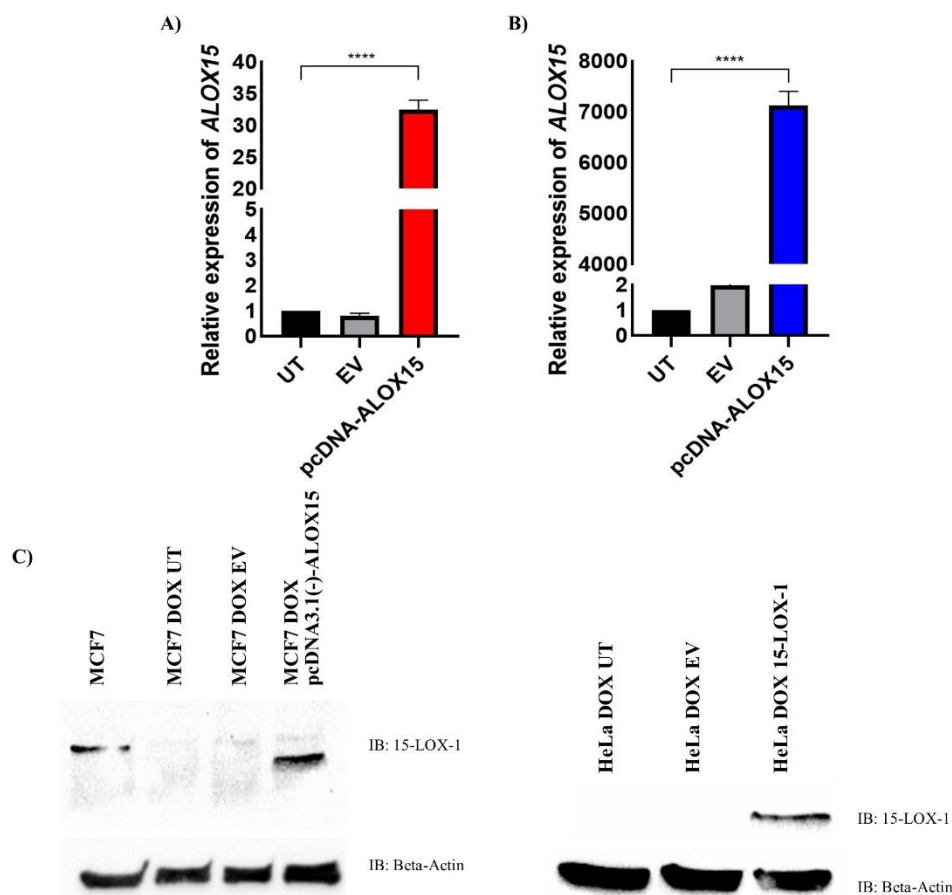 A)
****
Relative expression of ALOX15
40
35
30
25
20
5
4
3
2
1
0
UT
EV
pcDNA-ALOX15
B)
****
Relative expression of ALOX15
8000
7000
6000
5000
4000
2
1
0
UT
EV
pcDNA-ALOX15
C)
MCF7
MCF7 DOX UT
MCF7 DOX EV
MCF7 DOX
pcDNA3.1(-)-ALOX15
IB: 15-LOX-1
IB: Beta-Actin
HeLa DOX UT
HeLa DOX EV
HeLa DOX 15-LOX-1
IB: 15-LOX-1
IB: Beta-Actin